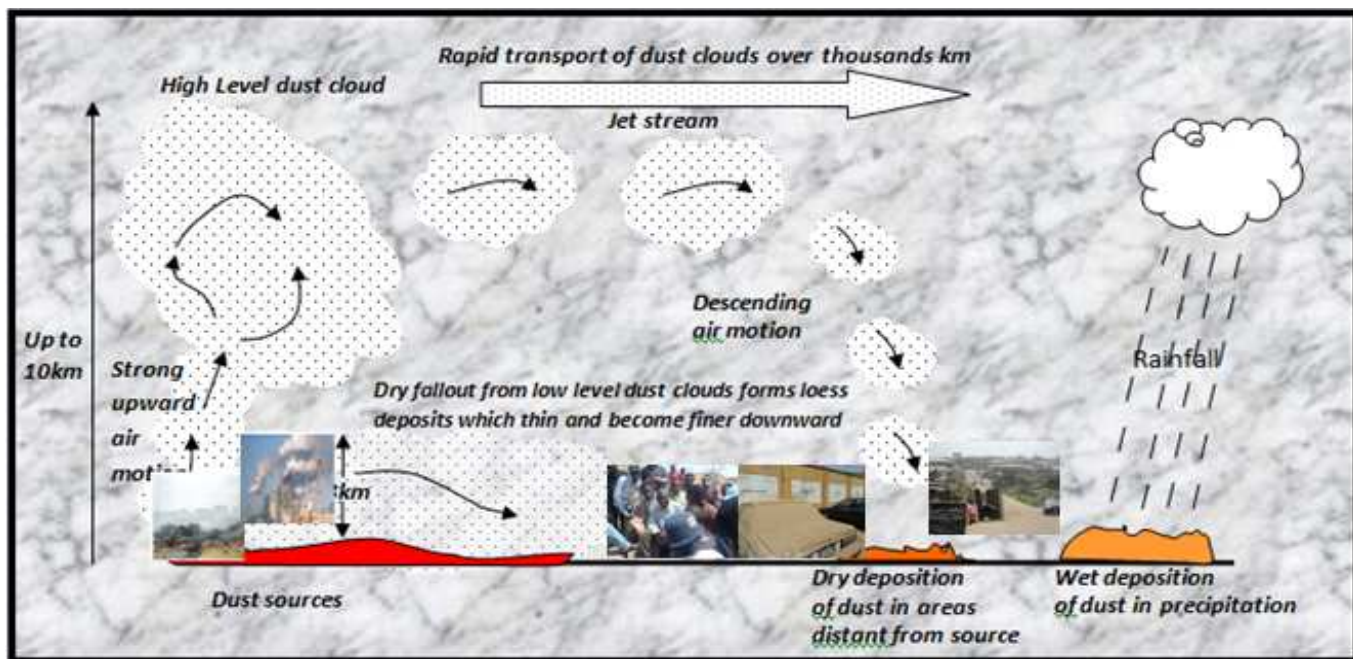 Rapid transport of dust clouds over thousands km
High Level dust cloud
Jet stream
Descending
air motion
Up to
10km
Strong
upward
air
Rainfall
Dry fallout from low level dust clouds forms loess
deposits which thin and become finer downward
km
Dust sources
Dry deposition
of dust in areas
distant from source
Wet deposition
of dust in precipitation